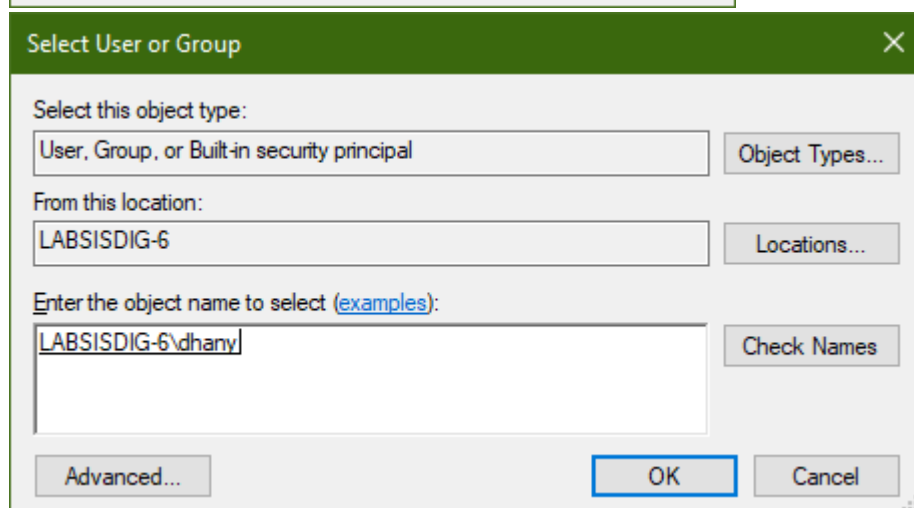 Select User or Group
Select this object type:
User, Group, or Built-in security principal
Object Types...
From this location:
LABSISDIG-6
Locations...
Enter the object name to select (examples):
LABSISDIG-6\dhany
Check Names
Advanced...
OK
Cancel